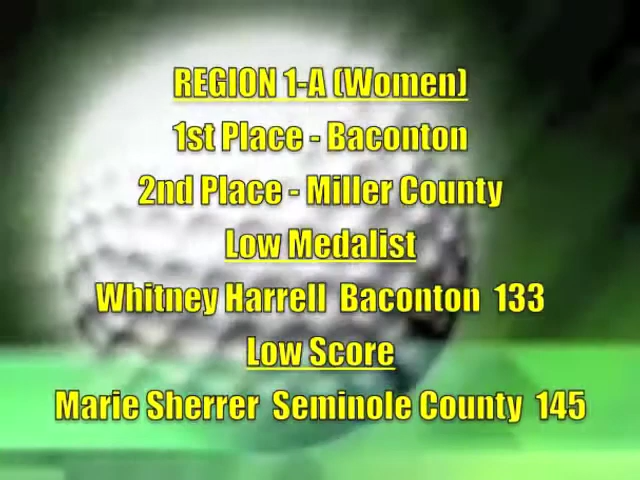 REGION 1-A (Women)
1st Place - Baconton
2nd Place - Miller County
Low Medalist
Whitney Harrell Baconton 133
Low Score
Marie Sherrer Seminole County 145